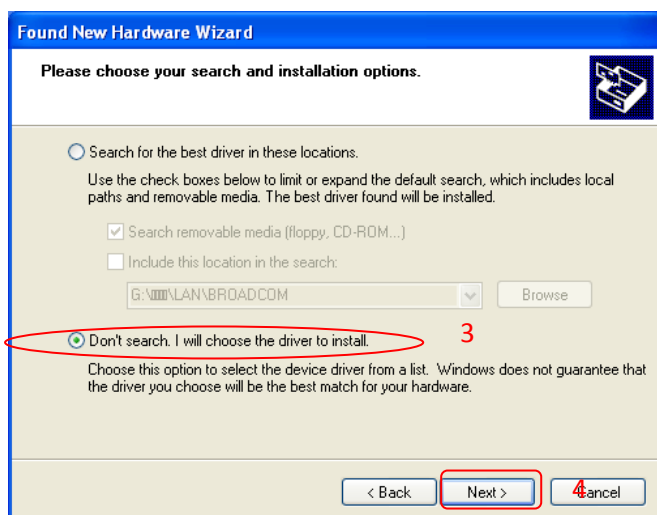 Found New Hardware Wizard
Please choose your search and installation options.
Search for the best driver in these locations.
Use the check boxes below to limit or expand the default search, which includes local
paths and removable media. The best driver found will be installed.
Search removable media (floppy, CD-ROM...)
Include this location in the search:
\LAN\BROADCOM
Browse
Don't search. I will choose the driver to install.
3
Choose this option to select the device driver from a list. Windows does not guarantee that
the driver you choose will be the best match for your hardware.
< Back
Next >
4
Cancel